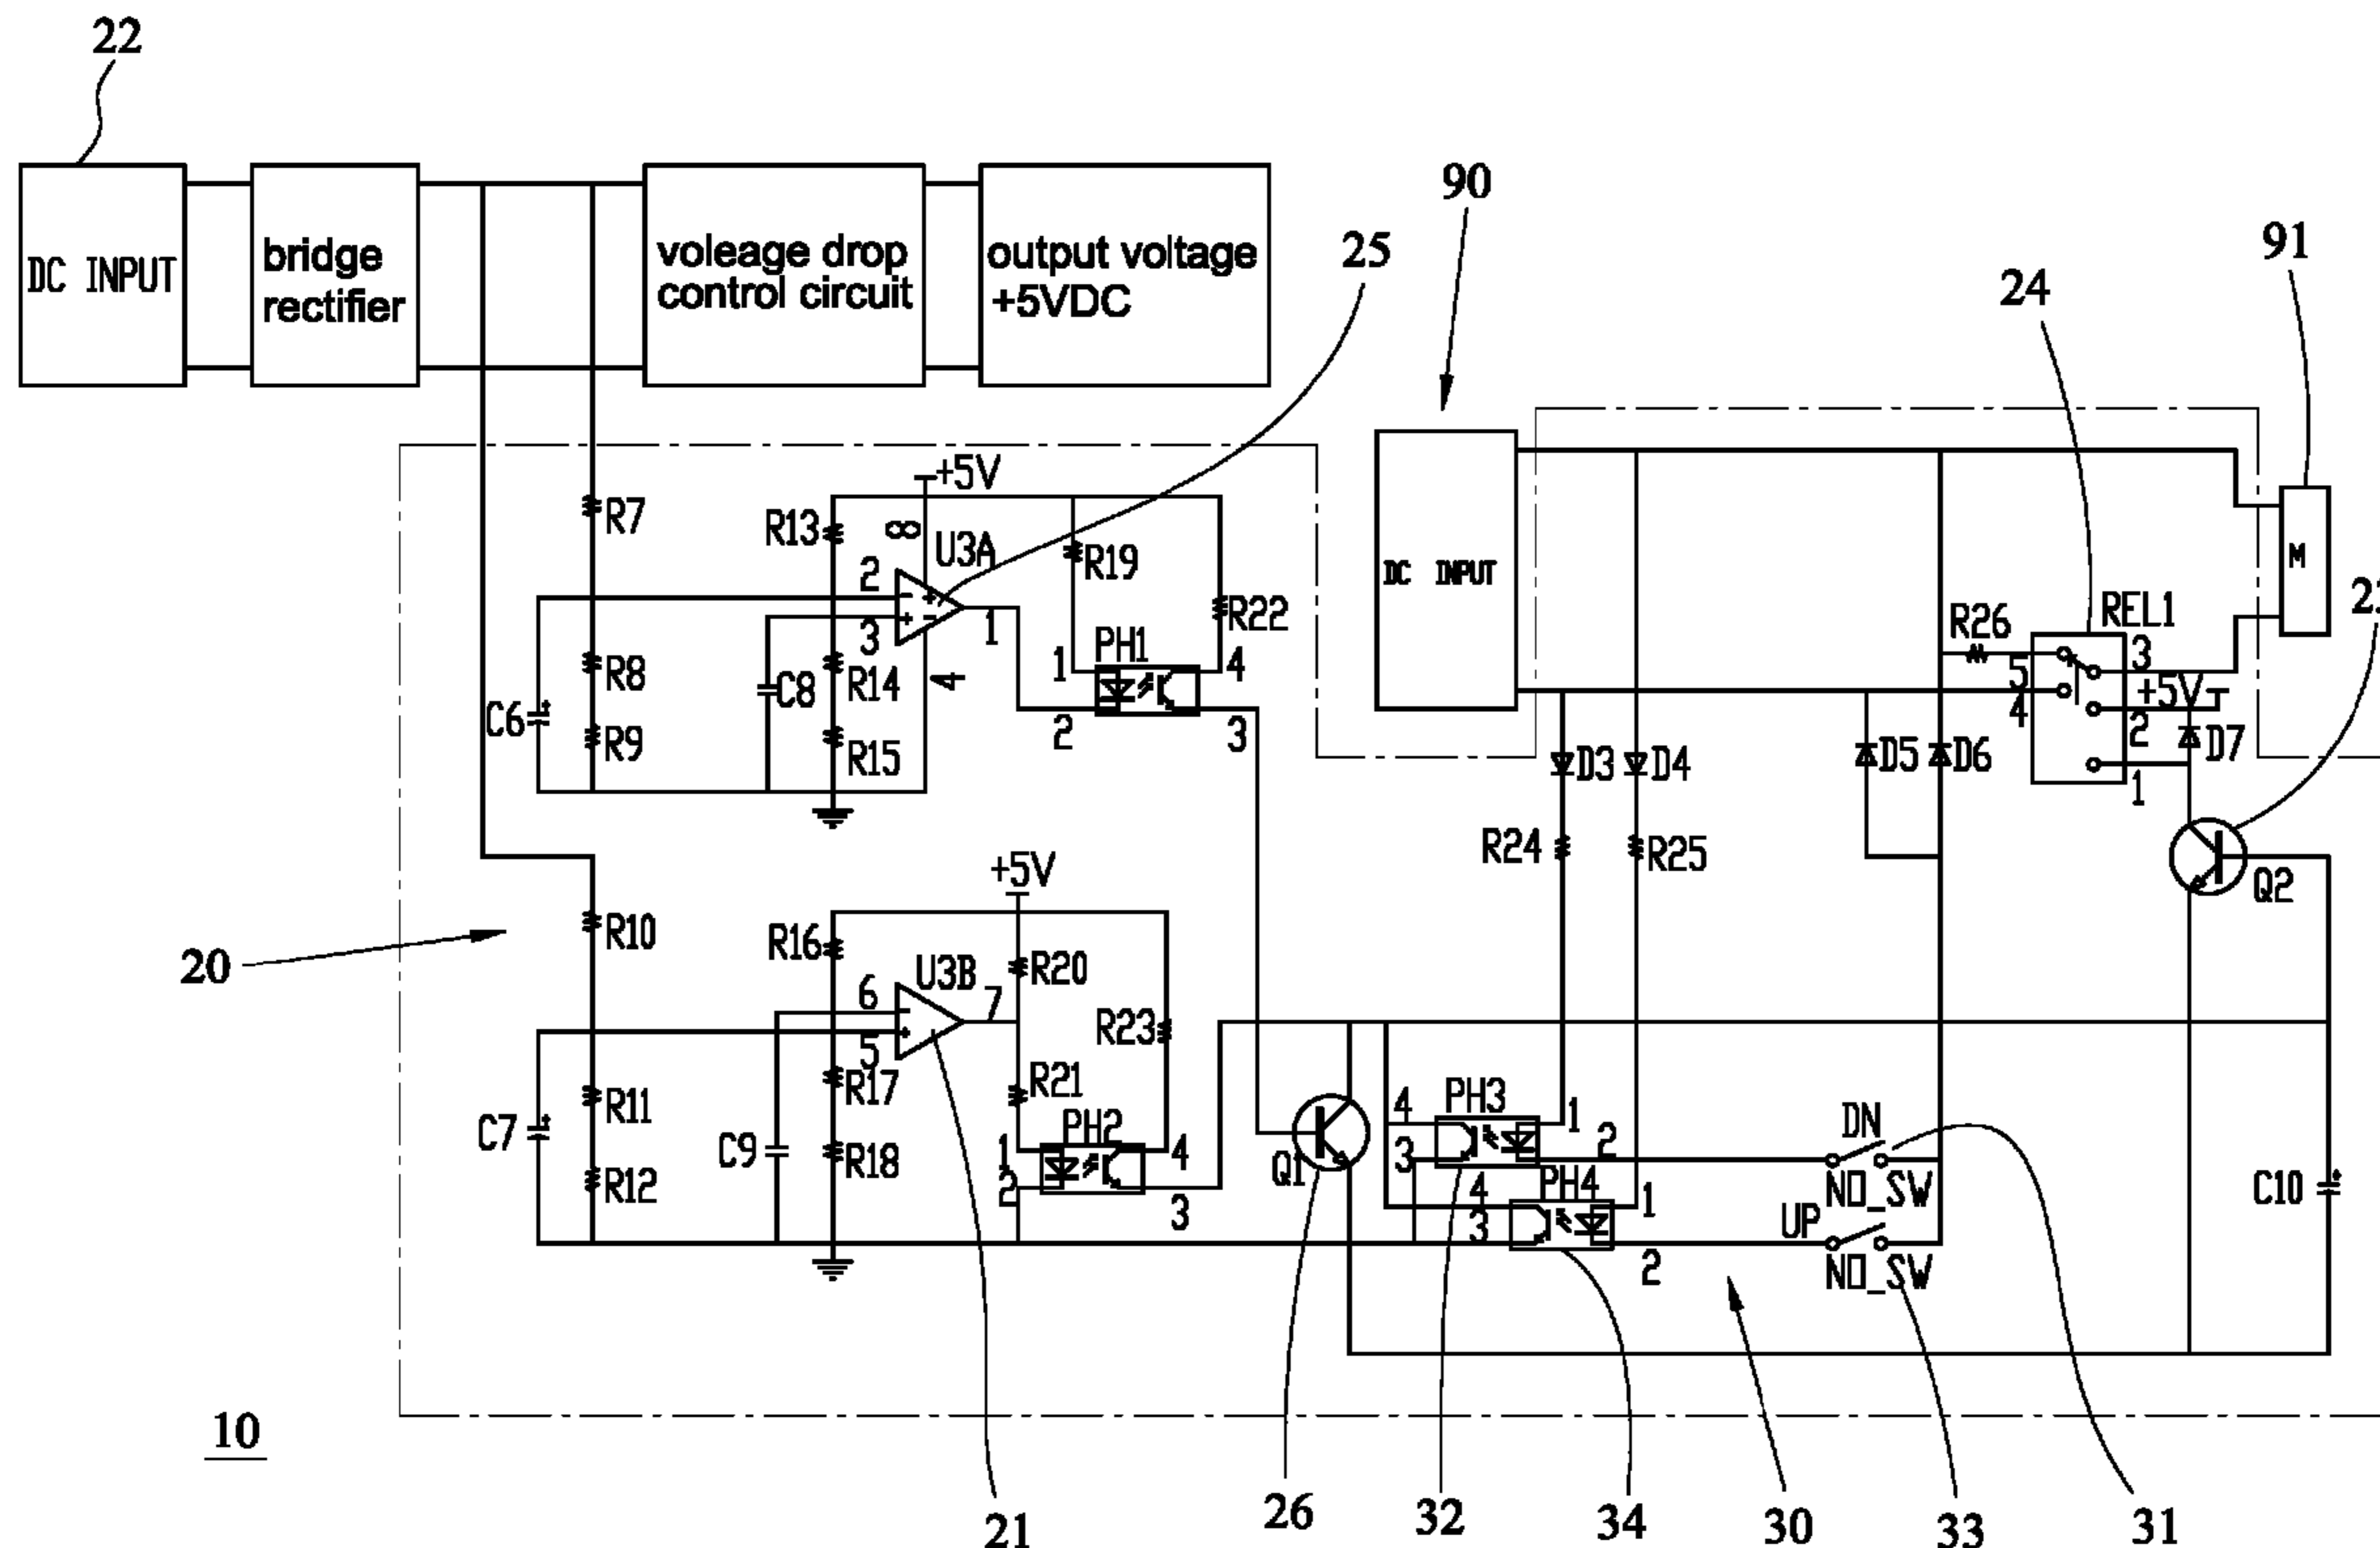 22
90
91
25
24
DC INPUT
bridge
rectifier
voleage drop
control circuit
output voltage
+5VDC
+5V
R7
R13
8
U3A
R19
R22
2
3
1
DC INPUT
M
R26
REL1
5
3
4
+5V
2
1
R8
C8
R14
4
PH1
1
4
2
3
C6
R9
R15
D3
D4
D5
D6
D7
R24
R25
Q2
+5V
20
R10
R16
U3B
6
5
7
R20
R23
R11
R17
R21
C7
C9
R12
R18
PH2
1
2
4
3
Q1
PH3
4
3
1
2
PH4
4
3
1
2
DN
NO_SW
UP
NO_SW
C10
10
21
26
32
34
30
33
31